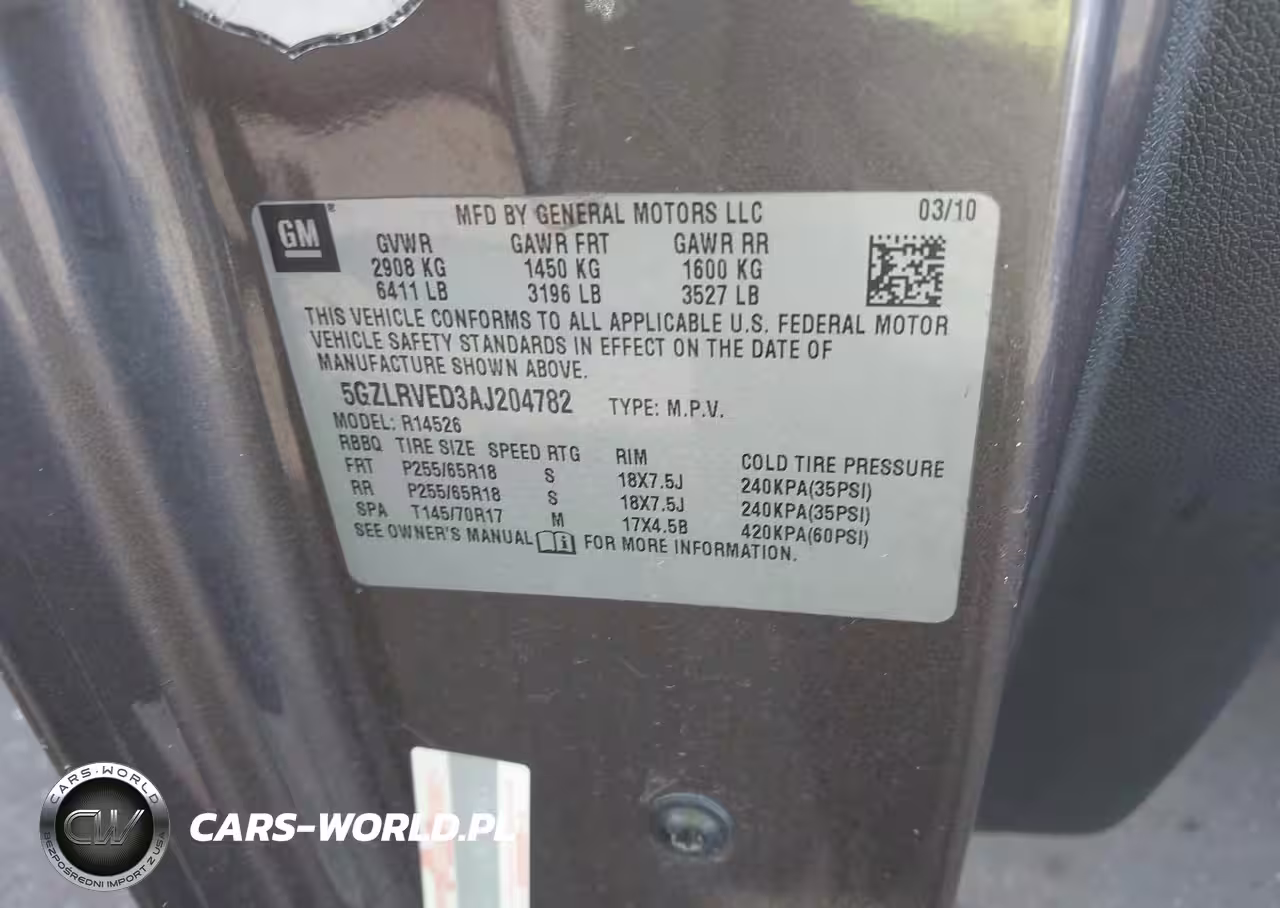 GM®
MFD BY GENERAL MOTORS LLC 03/10
GVWR GAWR FRT GAWR RR
2908 KG 1450 KG 1600 KG
6411 LB 3196 LB 3527 LB
THIS VEHICLE CONFORMS TO ALL APPLICABLE U.S. FEDERAL MOTOR
VEHICLE SAFETY STANDARDS IN EFFECT ON THE DATE OF
MANUFACTURE SHOWN ABOVE.
5GZLRVED3AJ204782 TYPE: M.P.V.
MODEL: R14526
RBBQ TIRE SIZE SPEED RTG RIM COLD TIRE PRESSURE
FRT P255/65R18 S 18X7.5J 240KPA(35PSI)
RR P255/65R18 S 18X7.5J 240KPA(35PSI)
SPA T145/70R17 M 17X4.5B 420KPA(60PSI)
SEE OWNER'S MANUAL FOR MORE INFORMATION.
CARS-WORLD
CW
BEZPOŚREDNI IMPORT Z USA
CARS-WORLD.PL